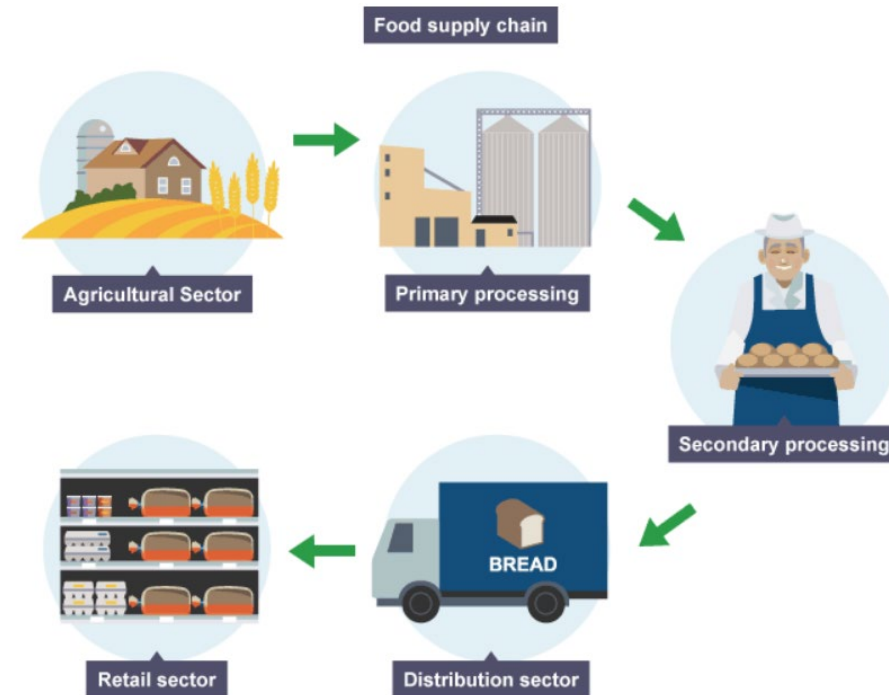 Food supply chain
Agricultural Sector
Primary processing
Secondary processing
BREAD
Retail sector
Distribution sector